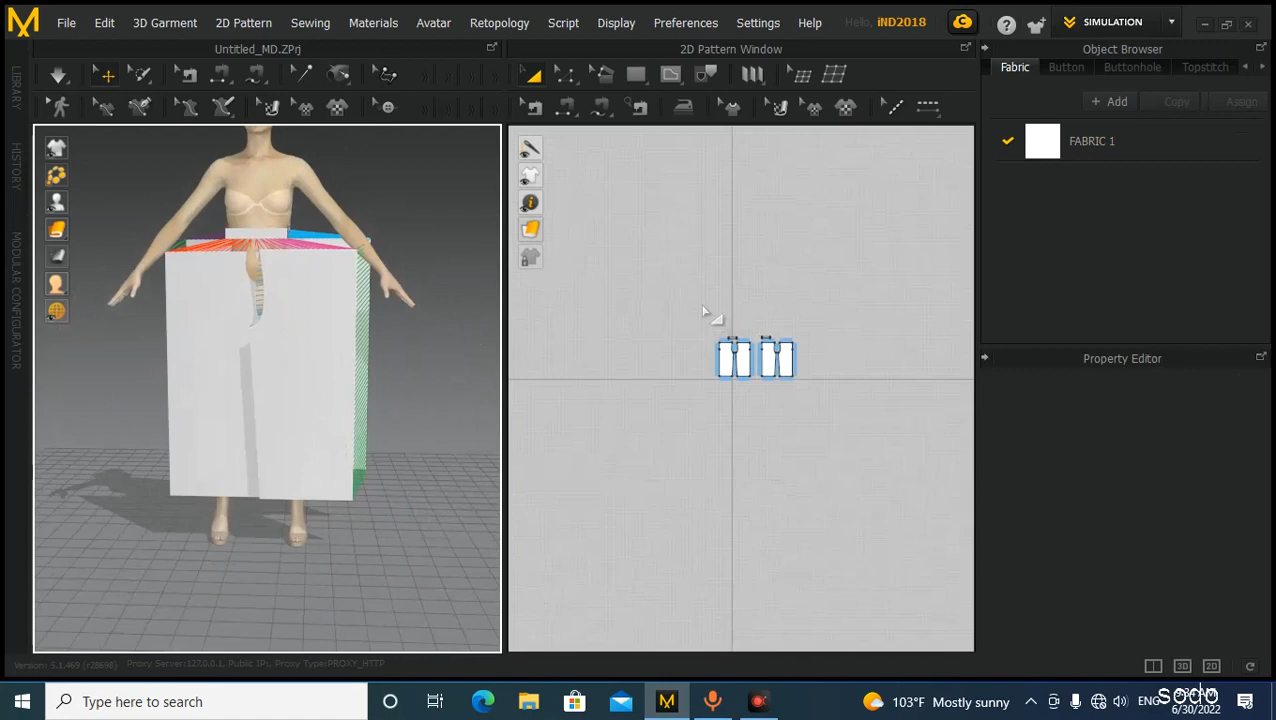 File Edit 3D Garment 2D Pattern Sewing Materials Avatar Retopology Script Display Preferences Settings Help Hello, iND2018 SIMULATION
Untitled_MD.ZPrj
2D Pattern Window
Object Browser
Fabric Button Buttonhole Topstitch
+ Add Copy Assign
FABRIC 1
Property Editor
LIBRARY
HISTORY
MODULAR CONFIGURATOR
Version: 5.1.469 (r28698) Proxy Server:127.0.0.1, Public IP:, Proxy Type:PROXY_HTTP
3D 2D
Type here to search
103°F Mostly sunny
ENG
6/30/2022